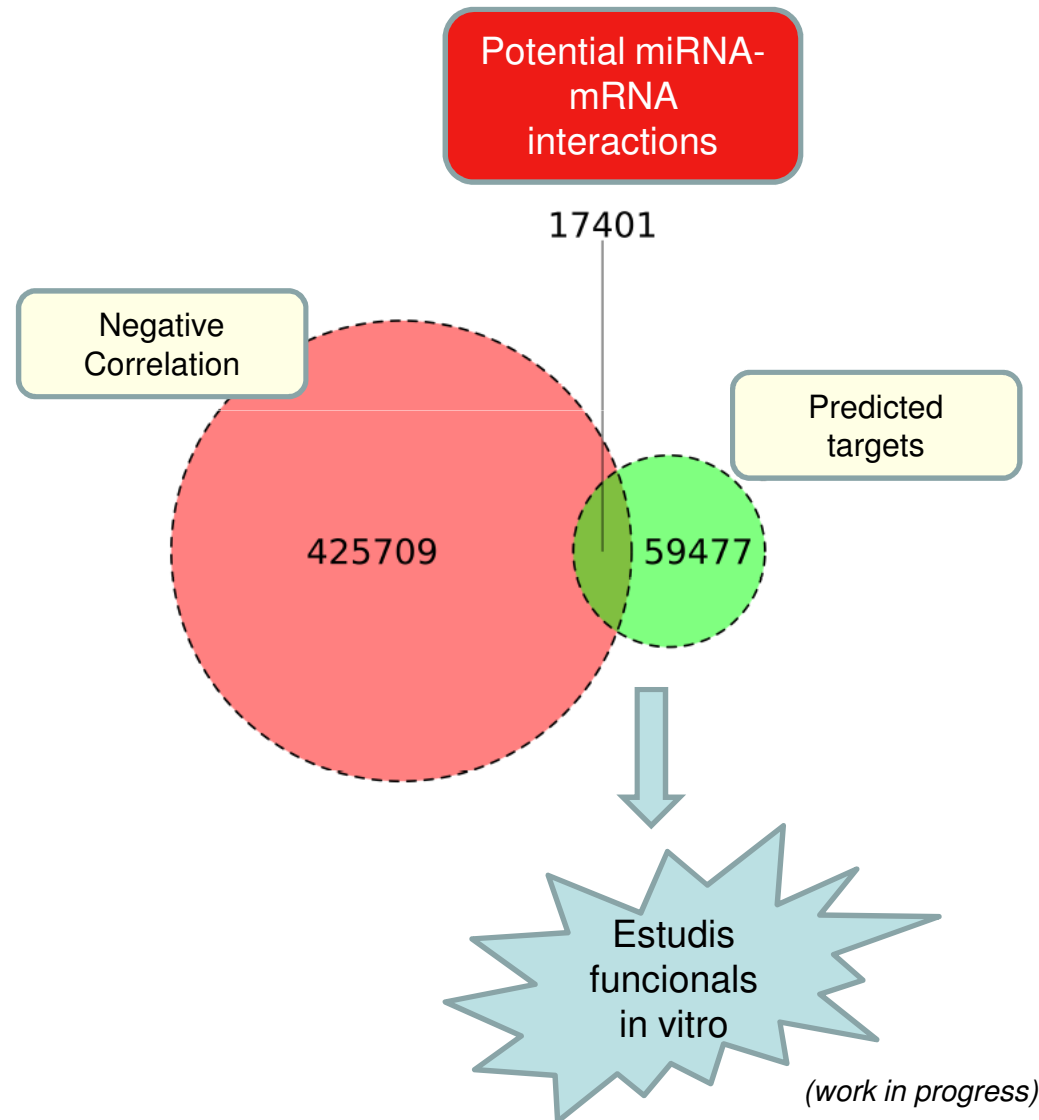 Potential miRNA-
mRNA
interactions
17401
Negative
Correlation
Predicted
targets
425709
59477
Estudis
funcionals
in vitro
(work in progress)